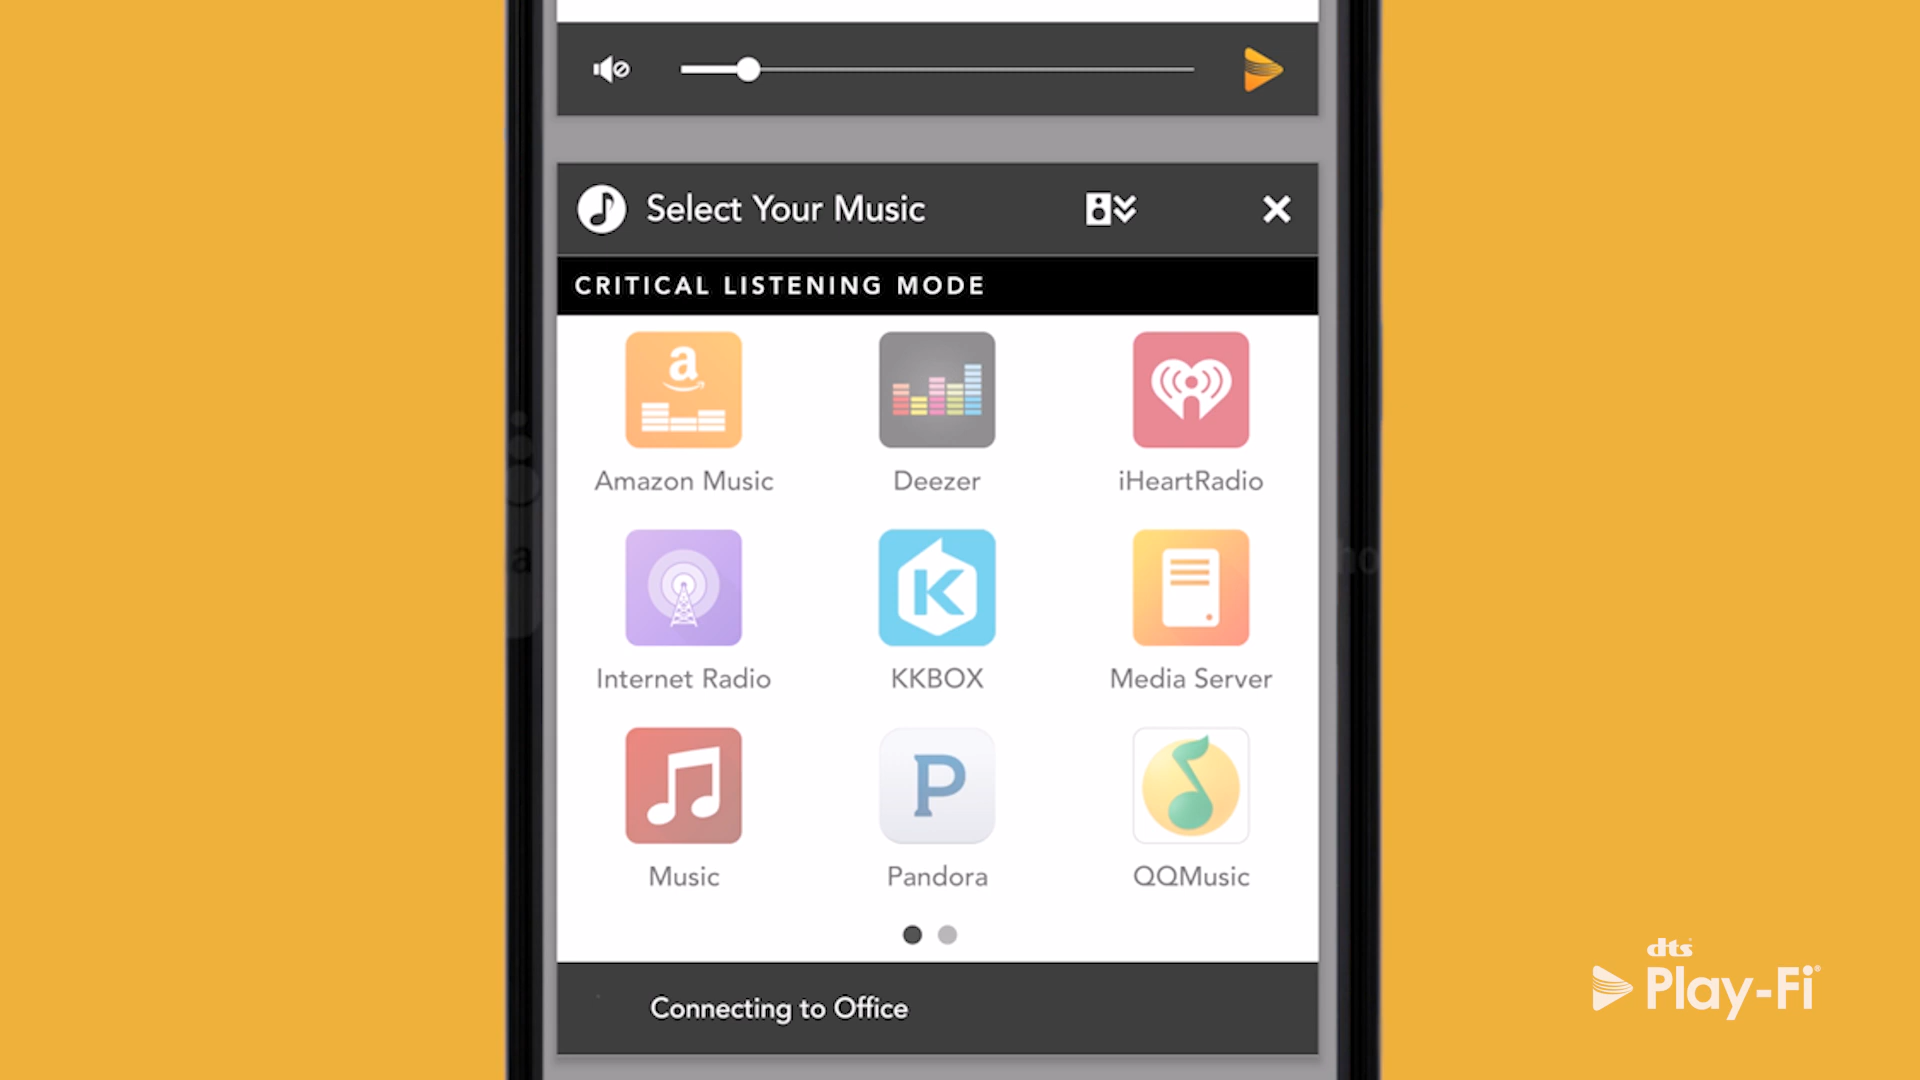 Select Your Music
CRITICAL LISTENING MODE
a
Amazon Music
Deezer
iHeartRadio
K
Internet Radio
KKBOX
Media Server
P
Music
Pandora
QQMusic
Connecting to Office
dts
Play-Fi